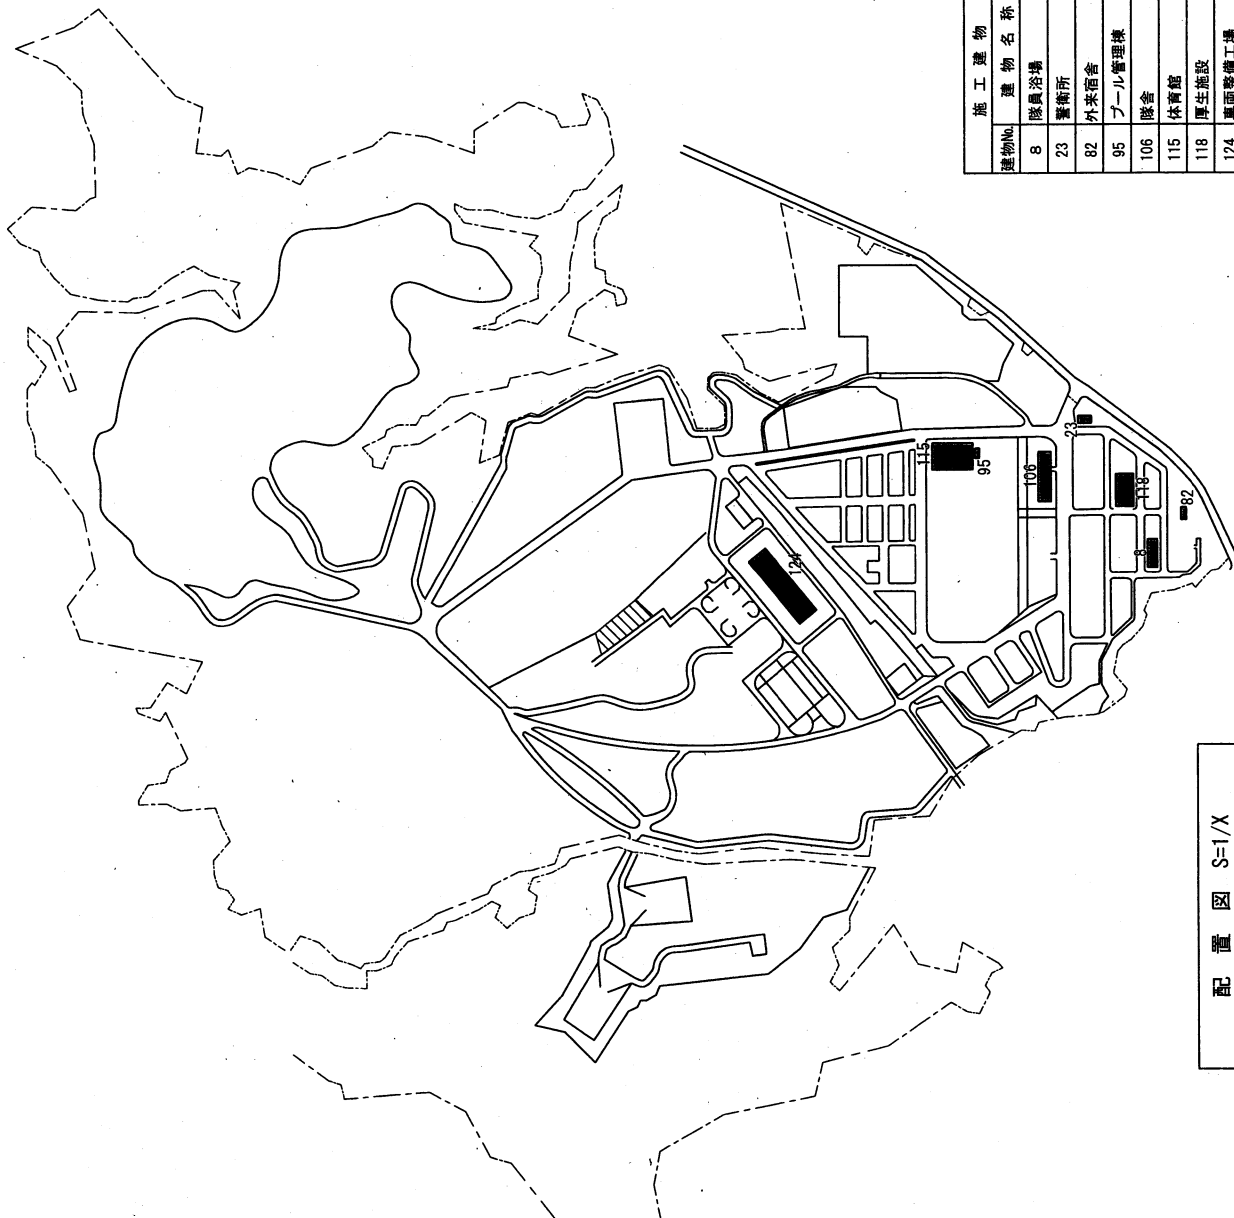 施工建物
建物No. 建物名称
8 隊員浴場
23 警衛所
82 外来宿舎
95 プール管理棟
106 隊舎
115 体育館
118 厚生施設
124 車両整備工場
115
95
106
23
118
82
8
124
配置図 S=1/X